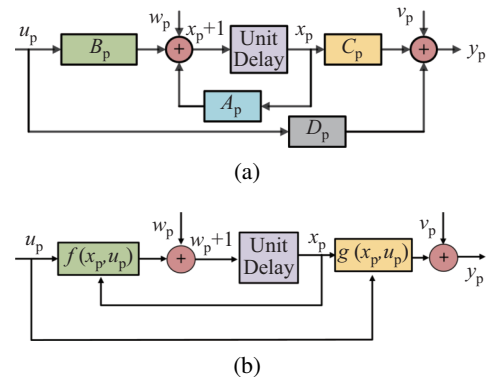 w_p
v_p
u_p
B_p
+
x_p+1
Unit
Delay
x_p
C_p
+
y_p
A_p
D_p
(a)
w_p
v_p
u_p
f(x_p,u_p)
+
w_p+1
Unit
Delay
x_p
g (x_p,u_p)
+
y_p
(b)